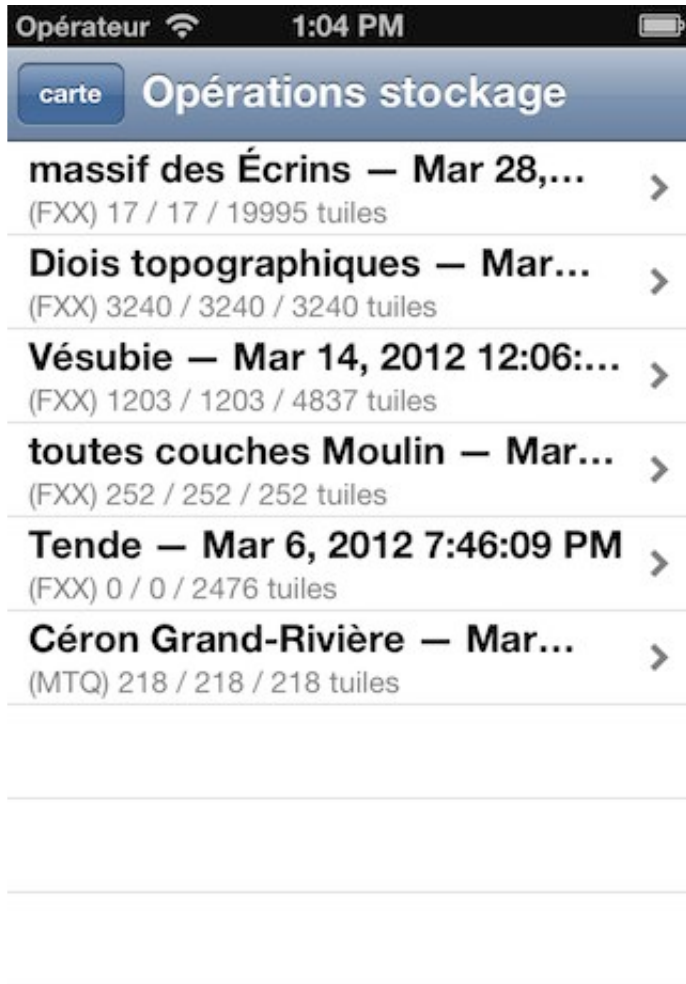 Opérateur 1:04 PM
carte Opérations stockage
massif des Écrins — Mar 28,...
(FXX) 17 / 17 / 19995 tuiles
Diois topographiques — Mar...
(FXX) 3240 / 3240 / 3240 tuiles
Vésubie — Mar 14, 2012 12:06:...
(FXX) 1203 / 1203 / 4837 tuiles
toutes couches Moulin — Mar...
(FXX) 252 / 252 / 252 tuiles
Tende — Mar 6, 2012 7:46:09 PM
(FXX) 0 / 0 / 2476 tuiles
Céron Grand-Rivière — Mar...
(MTQ) 218 / 218 / 218 tuiles